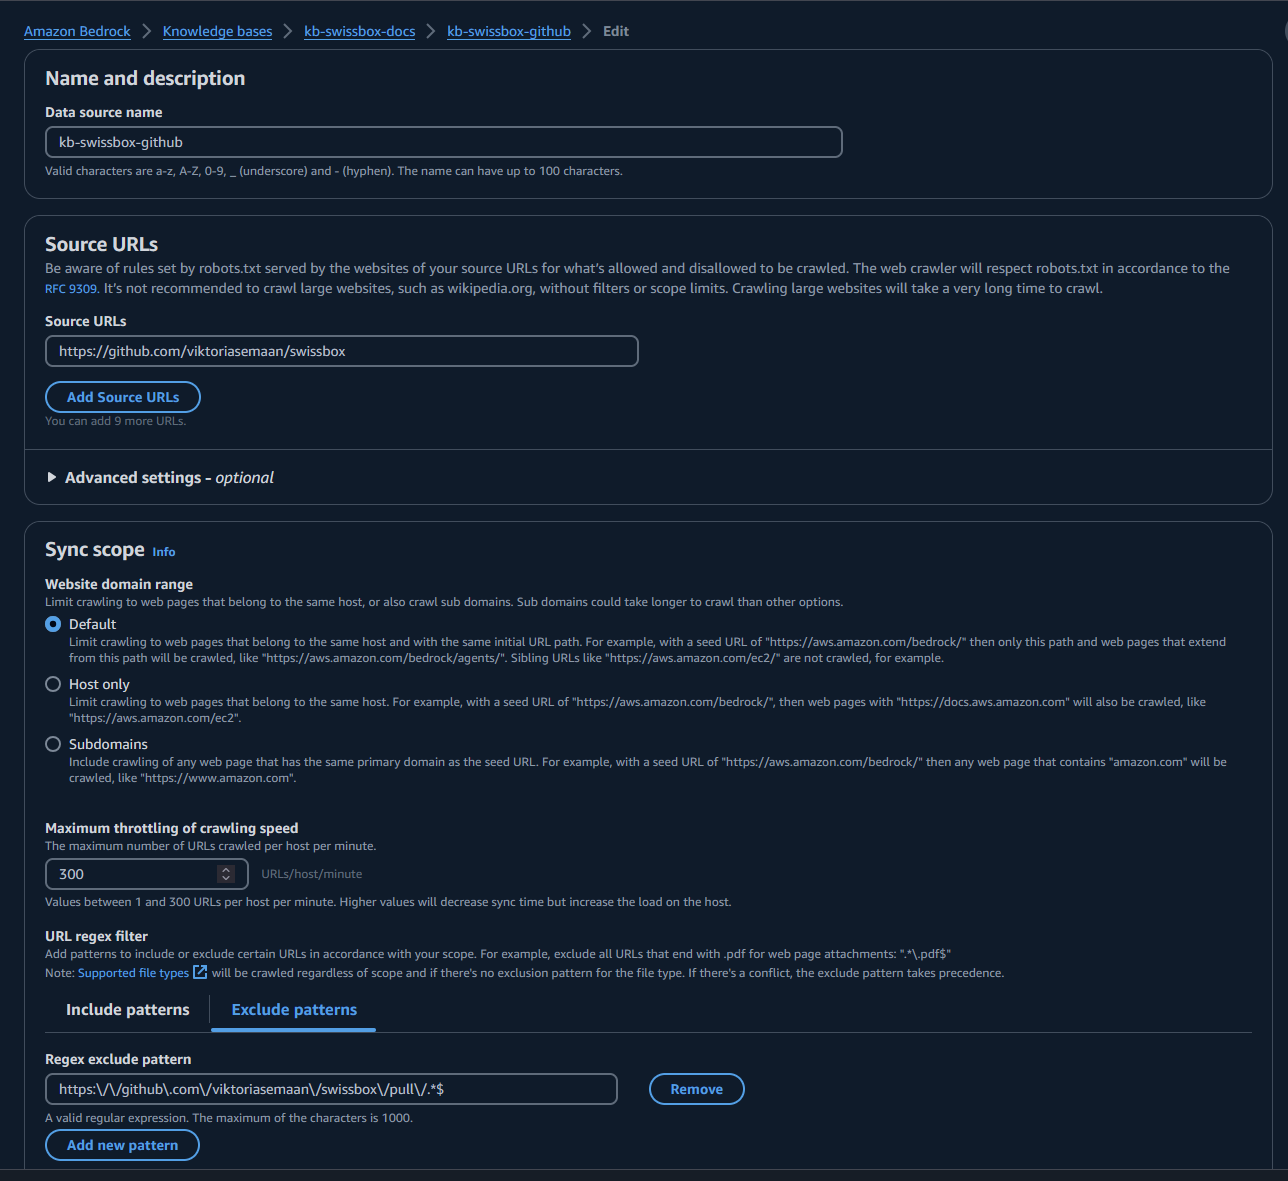 Amazon Bedrock > Knowledge bases > kb-swissbox-docs > kb-swissbox-github > Edit
Name and description
Data source name
kb-swissbox-github
Valid characters are a-z, A-Z, 0-9, _ (underscore) and - (hyphen). The name can have up to 100 characters.
Source URLs
Be aware of rules set by robots.txt served by the websites of your source URLs for what's allowed and disallowed to be crawled. The web crawler will respect robots.txt in accordance to the
RFC 9309. It's not recommended to crawl large websites, such as wikipedia.org, without filters or scope limits. Crawling large websites will take a very long time to crawl.
Source URLs
https://github.com/viktoriasemaan/swissbox
Add Source URLs
You can add 9 more URLs.
Advanced settings - optional
Sync scope Info
Website domain range
Limit crawling to web pages that belong to the same host, or also crawl sub domains. Sub domains could take longer to crawl than other options.
Default
Limit crawling to web pages that belong to the same host and with the same initial URL path. For example, with a seed URL of "https://aws.amazon.com/bedrock/" then only this path and web pages that extend
from this path will be crawled, like "https://aws.amazon.com/bedrock/agents/". Sibling URLs like "https://aws.amazon.com/ec2/" are not crawled, for example.
Host only
Limit crawling to web pages that belong to the same host. For example, with a seed URL of "https://aws.amazon.com/bedrock/", then web pages with "https://docs.aws.amazon.com" will also be crawled, like
"https://aws.amazon.com/ec2".
Subdomains
Include crawling of any web page that has the same primary domain as the seed URL. For example, with a seed URL of "https://aws.amazon.com/bedrock/" then any web page that contains "amazon.com" will be
crawled, like "https://www.amazon.com".
Maximum throttling of crawling speed
The maximum number of URLs crawled per host per minute.
300 URLs/host/minute
Values between 1 and 300 URLs per host per minute. Higher values will decrease sync time but increase the load on the host.
URL regex filter
Add patterns to include or exclude certain URLs in accordance with your scope. For example, exclude all URLs that end with .pdf for web page attachments: ".*\.pdf$"
Note: Supported file types will be crawled regardless of scope and if there's no exclusion pattern for the file type. If there's a conflict, the exclude pattern takes precedence.
Include patterns Exclude patterns
Regex exclude pattern
https:\/\/github\.com\/viktoriasemaan\/swissbox\/pull\/.*$ Remove
A valid regular expression. The maximum of the characters is 1000.
Add new pattern